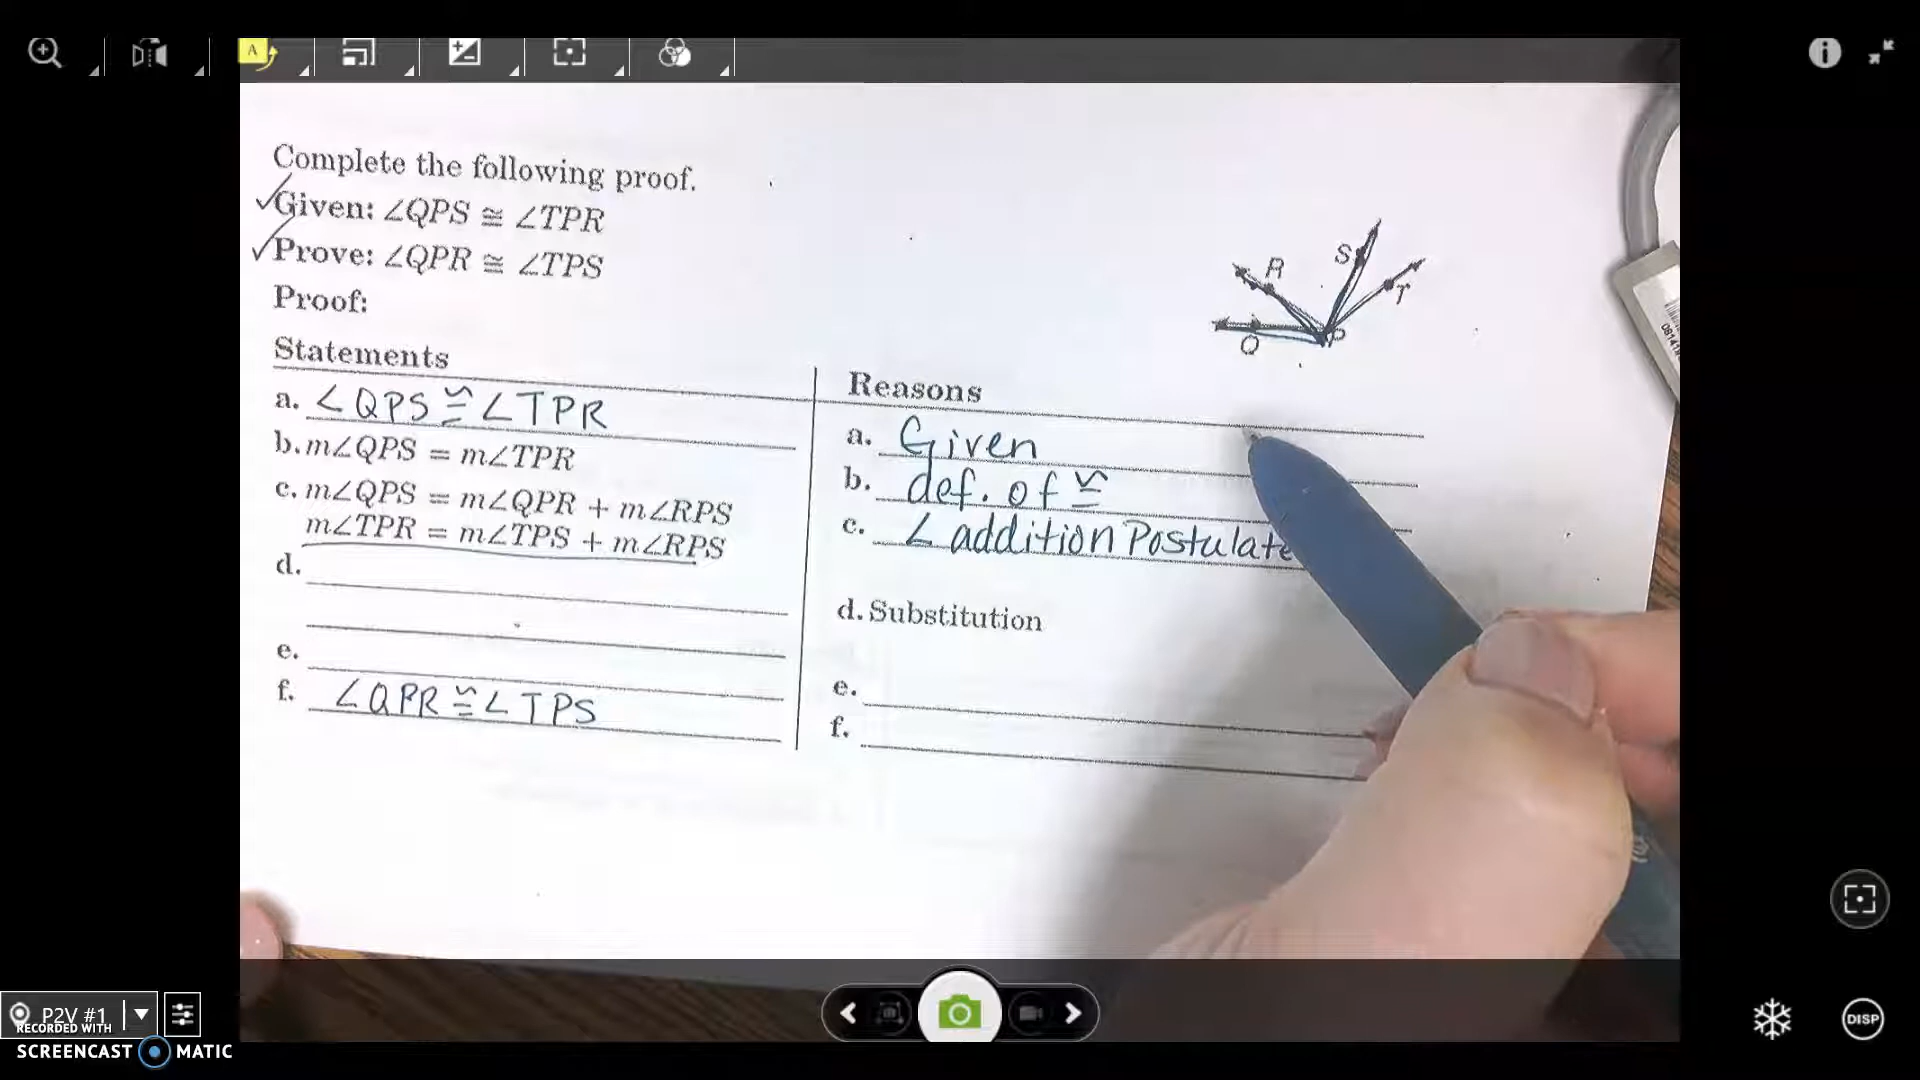 A
Complete the following proof.
Given: ∠QPS ≅ ∠TPR
Prove: ∠QPR ≅ ∠TPS
Proof:
R
S
T
P
Q
Statements
a. ∠QPS ≅ ∠TPR
b. m∠QPS = m∠TPR
c. m∠QPS = m∠QPR + m∠RPS
m∠TPR = m∠TPS + m∠RPS
d.
e.
f. ∠QPR ≅ ∠TPS
Reasons
a. Given
b. def. of ≅
c. ∠ addition Postulate
d. Substitution
e.
f.
P2V #1
RECORDED WITH
SCREENCAST MATIC
DISP